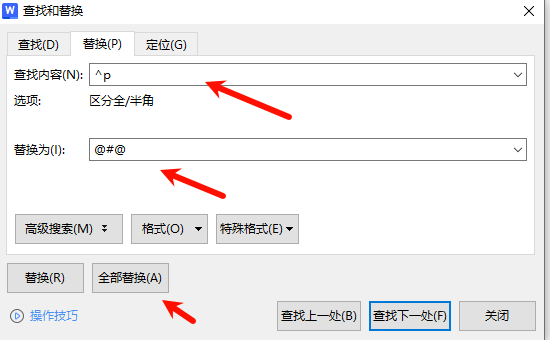 W 查找和替换
查找(D) 替换(P) 定位(G)
查找内容(N): ^p
选项: 区分全/半角
替换为(I): @#@
高级搜索(M) 格式(O) 特殊格式(E)
替换(R) 全部替换(A)
操作技巧 查找上一处(B) 查找下一处(F) 关闭